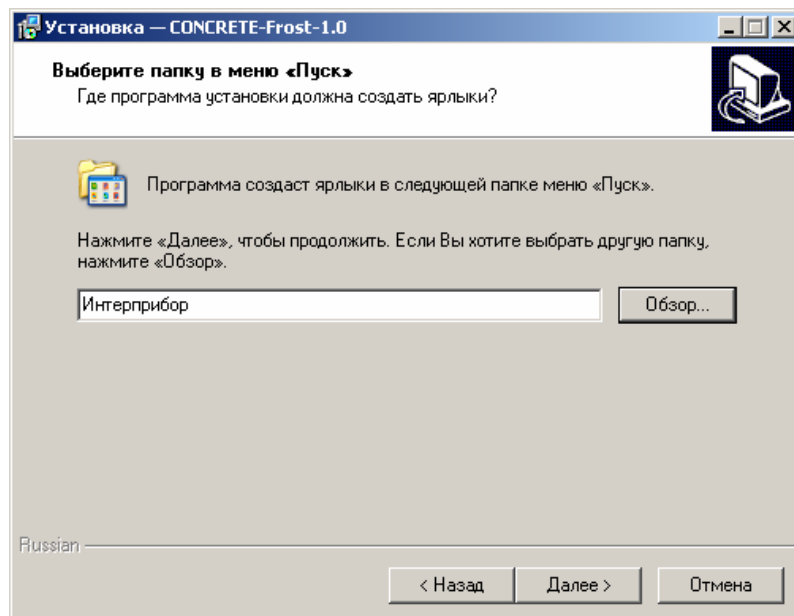 Установка — CONCRETE-Frost-1.0
Выберите папку в меню «Пуск»
Где программа установки должна создать ярлыки?
Программа создаст ярлыки в следующей папке меню «Пуск».
Нажмите «Далее», чтобы продолжить. Если Вы хотите выбрать другую папку,
нажмите «Обзор».
Интерприбор
Обзор...
Russian
< Назад
Далее >
Отмена